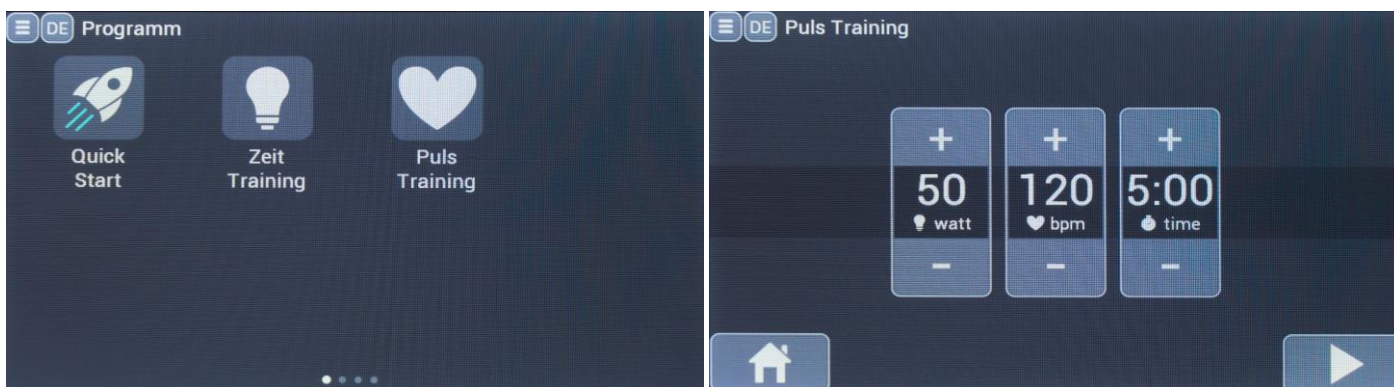 DE Programm
Quick
Start
Zeit
Training
Puls
Training
DE Puls Training
+ + +
50 120 5:00
watt bpm time
- - -